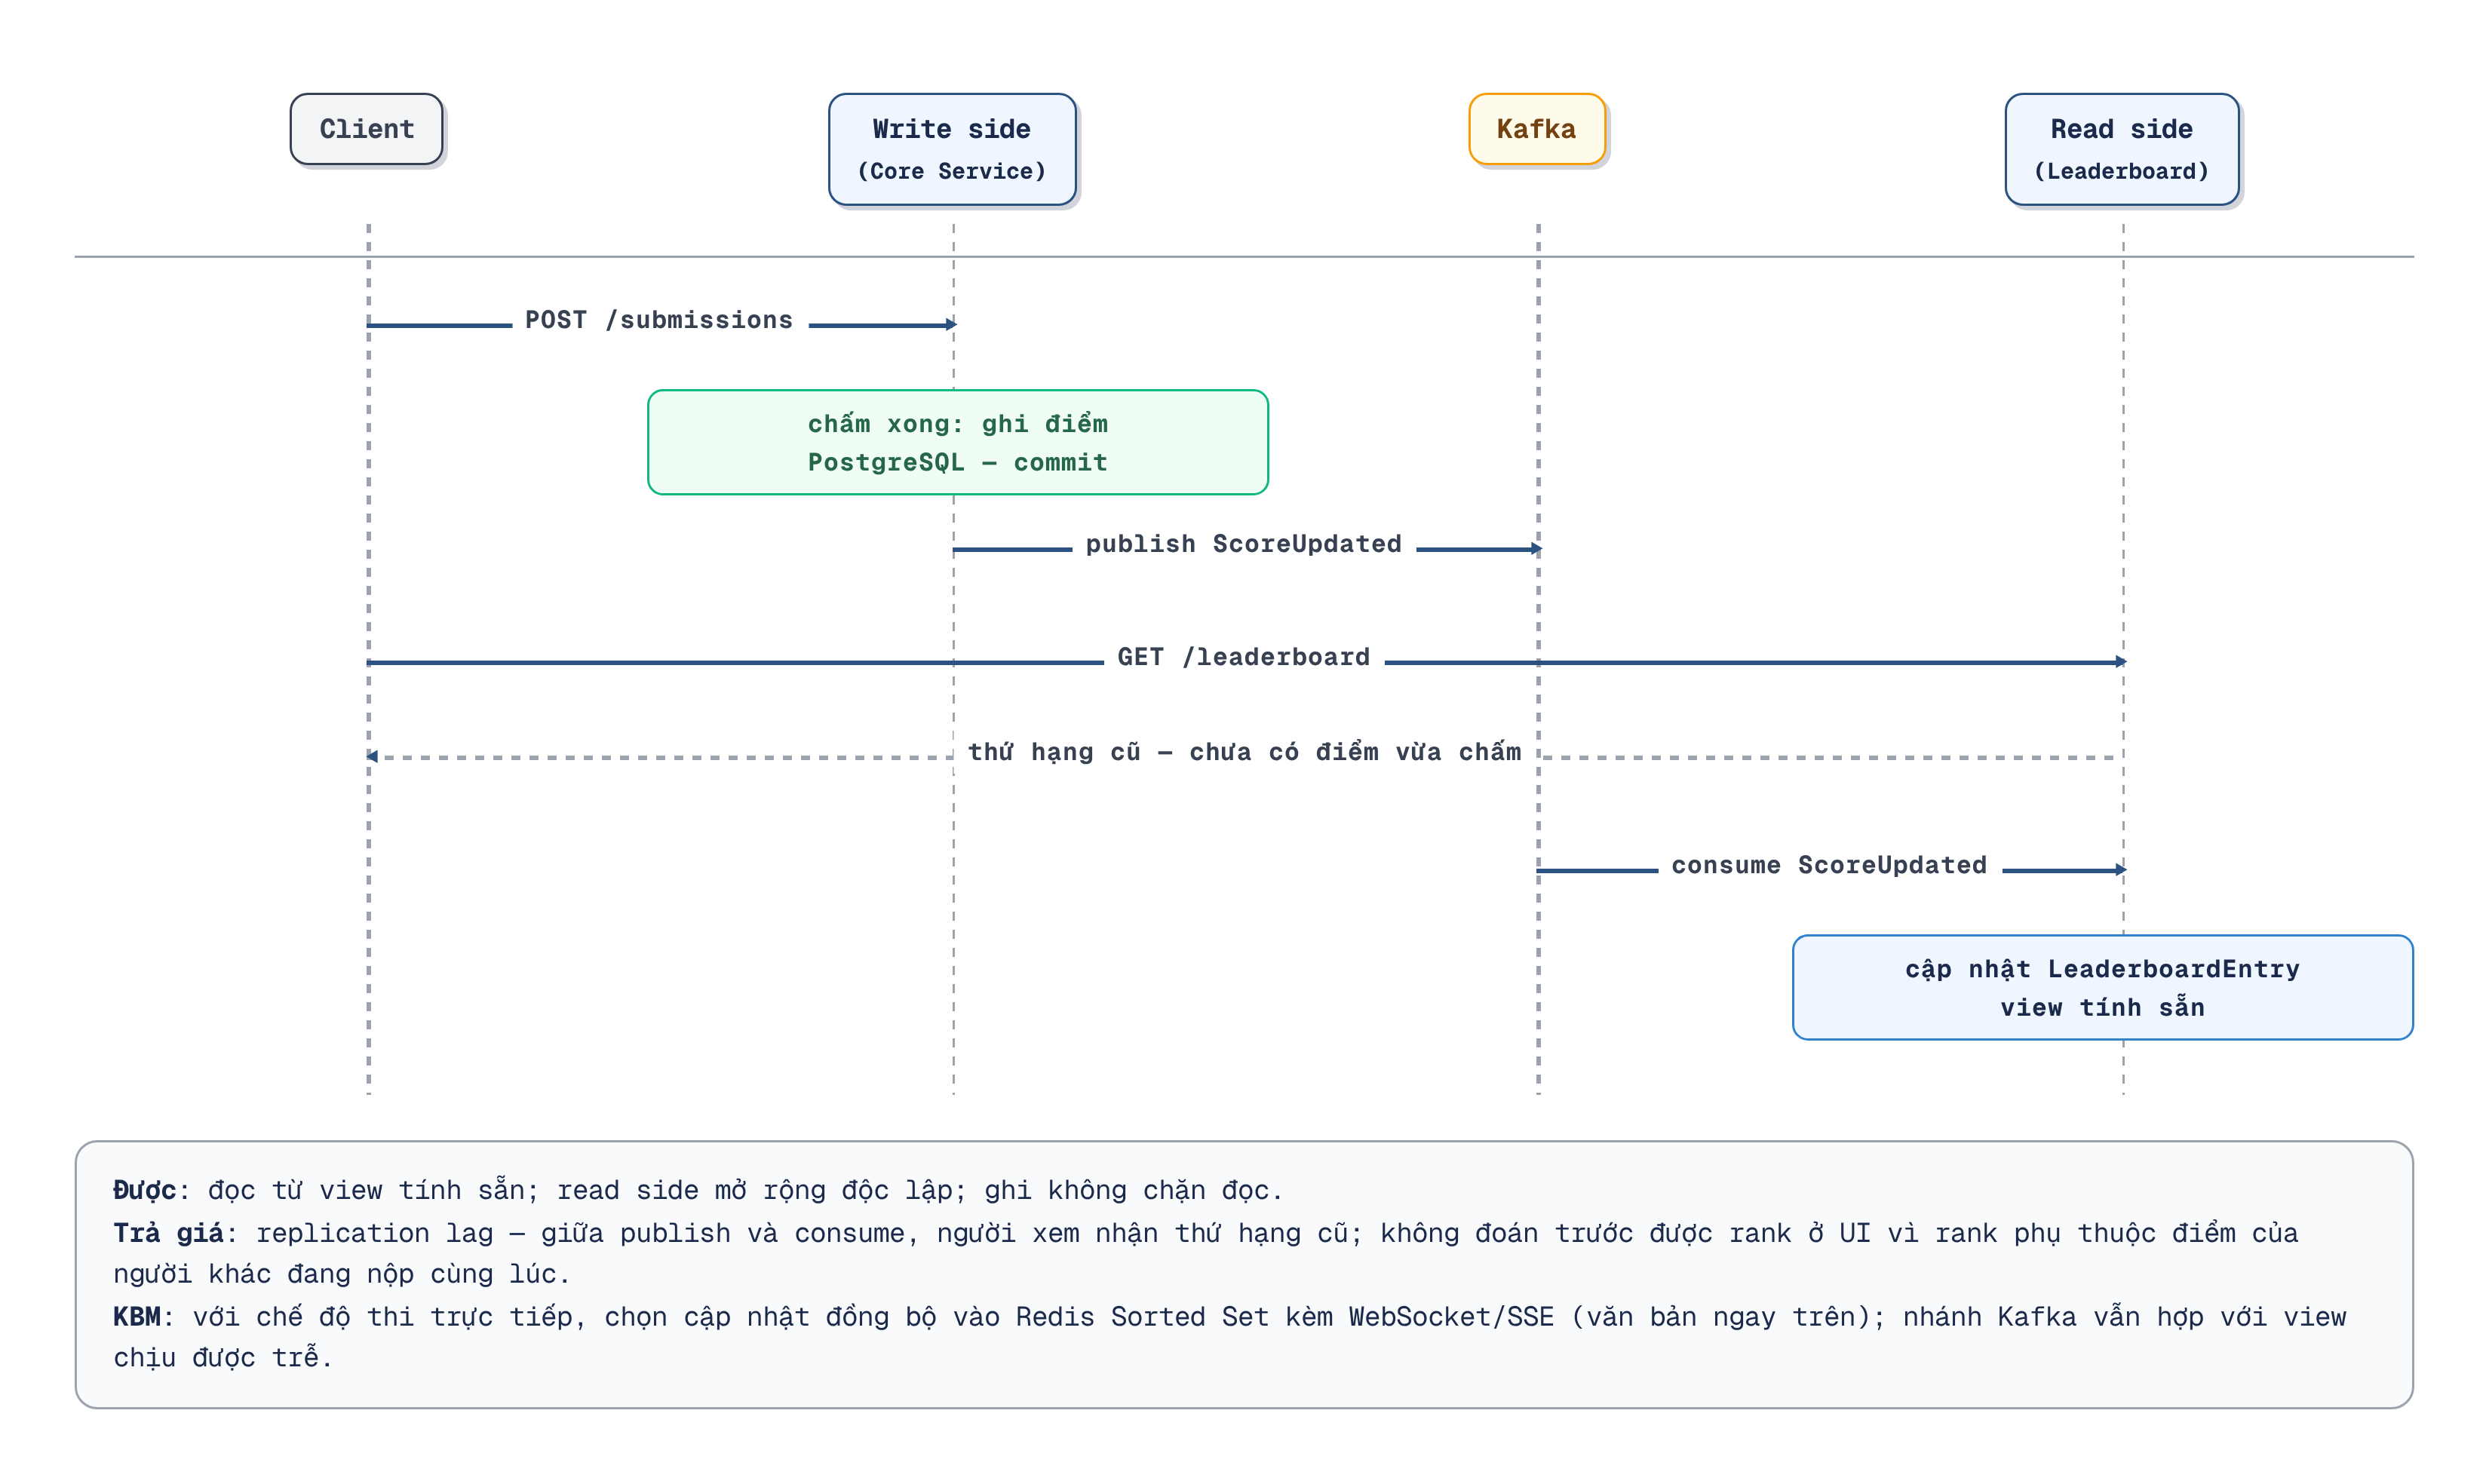 Client
Write side
(Core Service)
Kafka
Read side
(Leaderboard)
POST /submissions
chấm xong: ghi điểm
PostgreSQL — commit
publish ScoreUpdated
GET /leaderboard
thứ hạng cũ — chưa có điểm vừa chấm
consume ScoreUpdated
cập nhật LeaderboardEntry
view tính sẵn
Được: đọc từ view tính sẵn; read side mở rộng độc lập; ghi không chặn đọc.
Trả giá: replication lag — giữa publish và consume, người xem nhận thứ hạng cũ; không đoán trước được rank ở UI vì rank phụ thuộc điểm của
người khác đang nộp cùng lúc.
KBM: với chế độ thi trực tiếp, chọn cập nhật đồng bộ vào Redis Sorted Set kèm WebSocket/SSE (văn bản ngay trên); nhánh Kafka vẫn hợp với view
chịu được trễ.